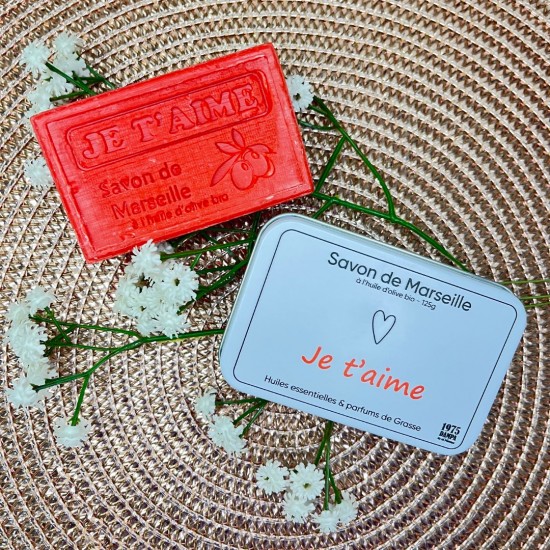 JE T'AIME
Savon de
Marseille
à l'huile d'olive bio
Savon de Marseille
à l'huile d'olive bio - 125g
Je t'aime
Huiles essentielles & parfums de Grasse
1975
DAMPA